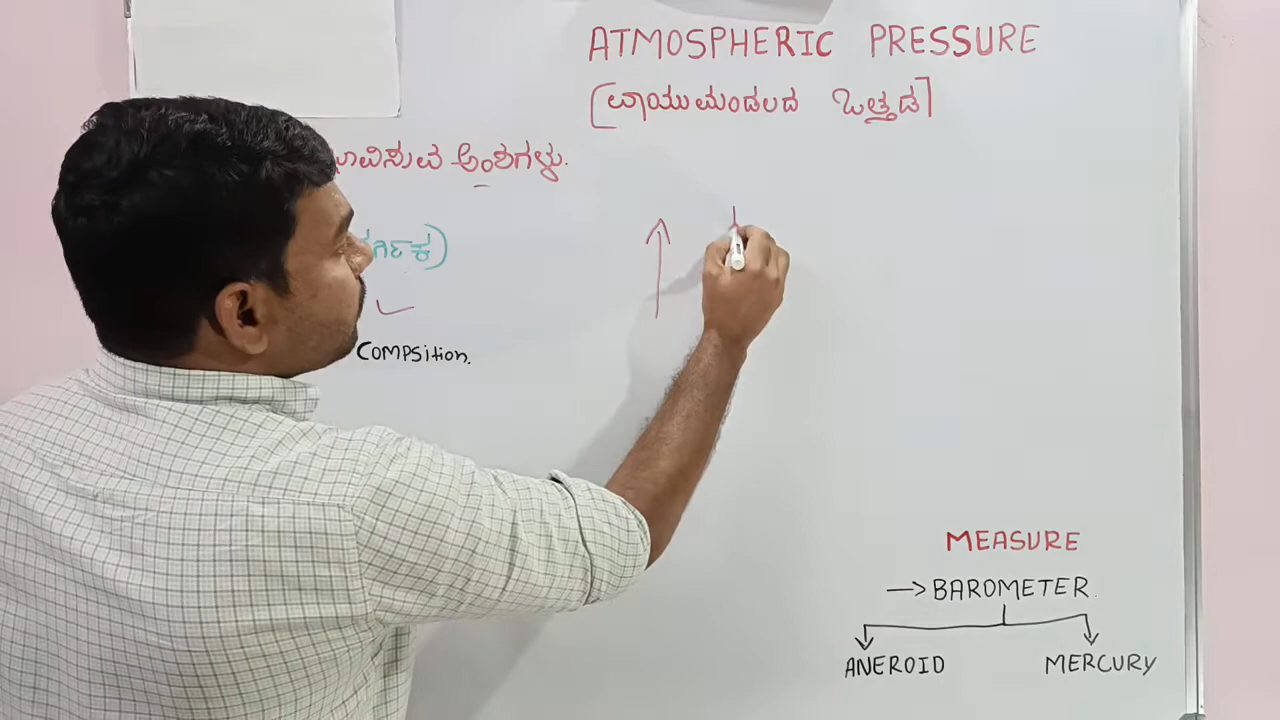 ATMOSPHERIC PRESSURE
[ವಾಯುಮಂಡಲದ ಒತ್ತಡ]
ಅಂಶಗಳು.
Compsition.
MEASURE
→ BAROMETER
ANEROID MERCURY